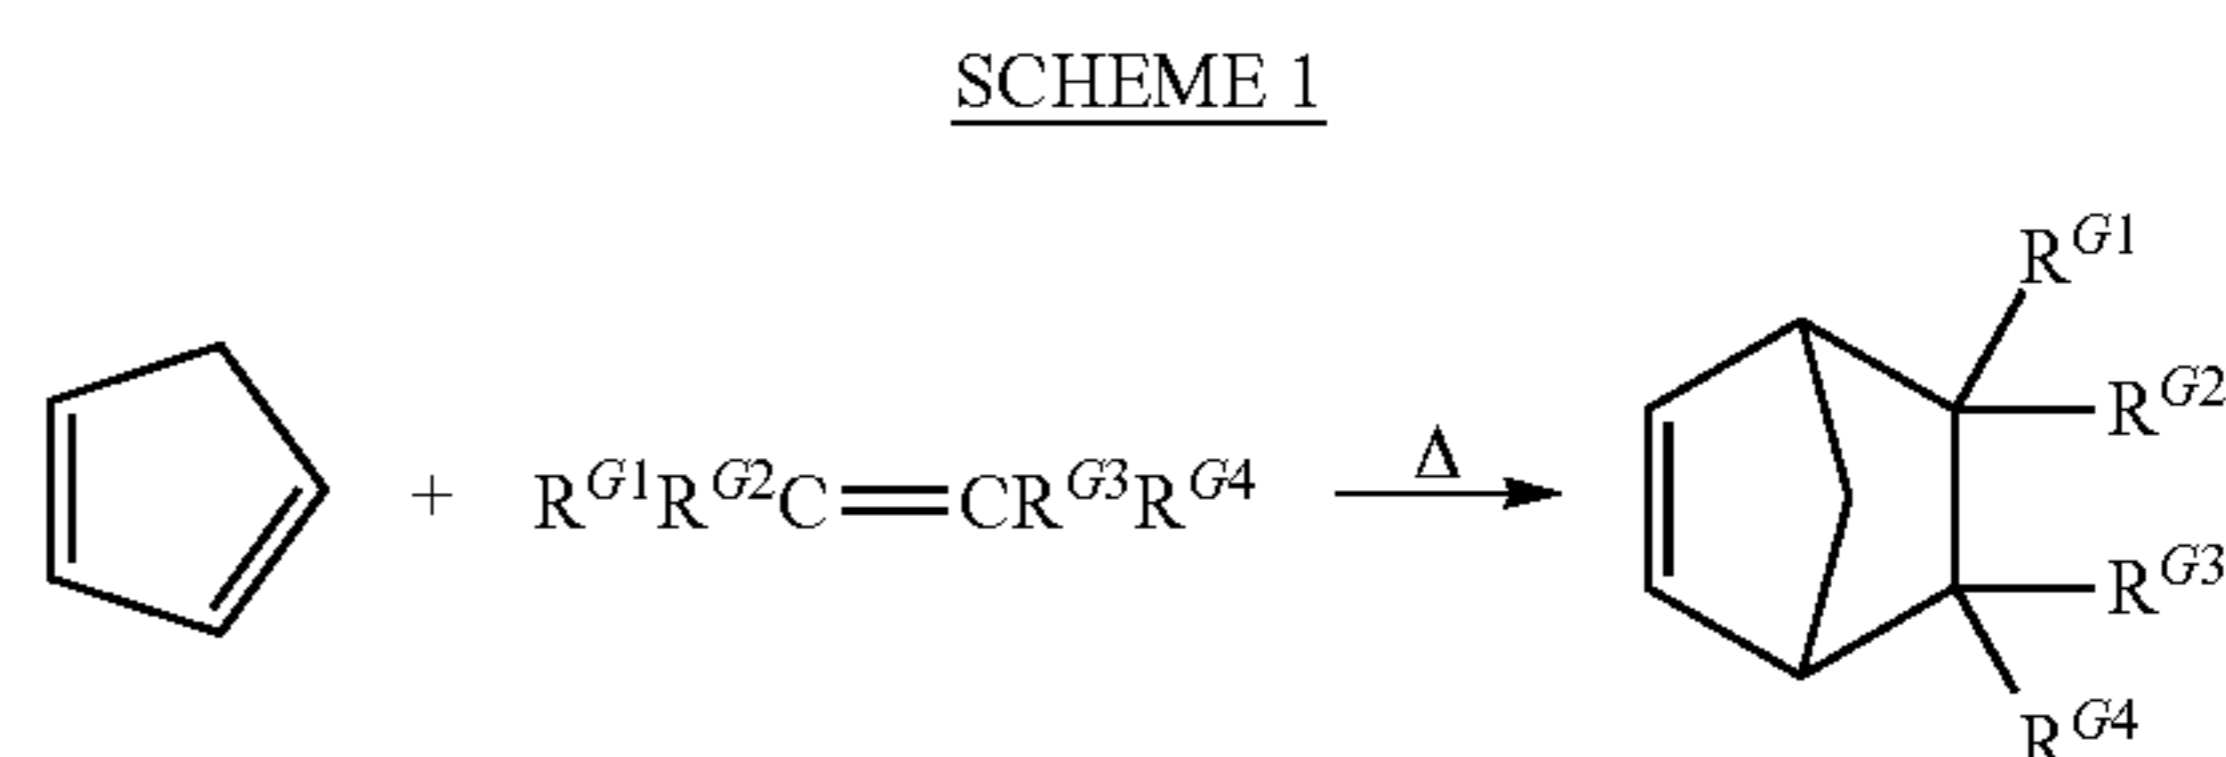 SCHEME 1
R^G1
Δ
R^G2
+ R^G1R^G2C=CR^G3R^G4
R^G3
R^G4